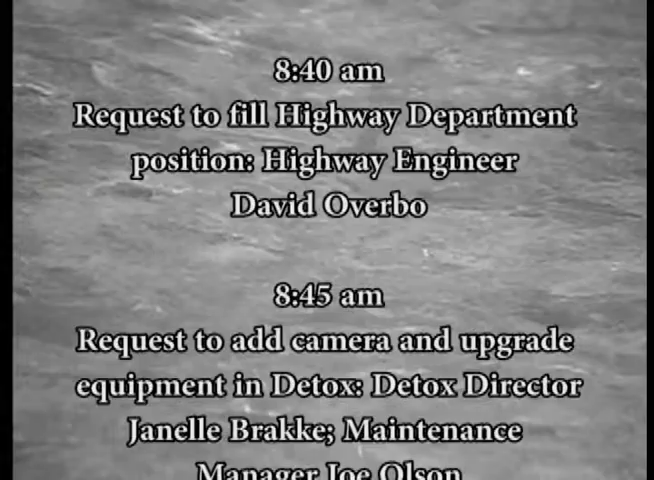 8:40 am
Request to fill Highway Department
position: Highway Engineer
David Overbo
8:45 am
Request to add camera and upgrade
equipment in Detox: Detox Director
Janelle Brakke; Maintenance
Manager Joe Olson